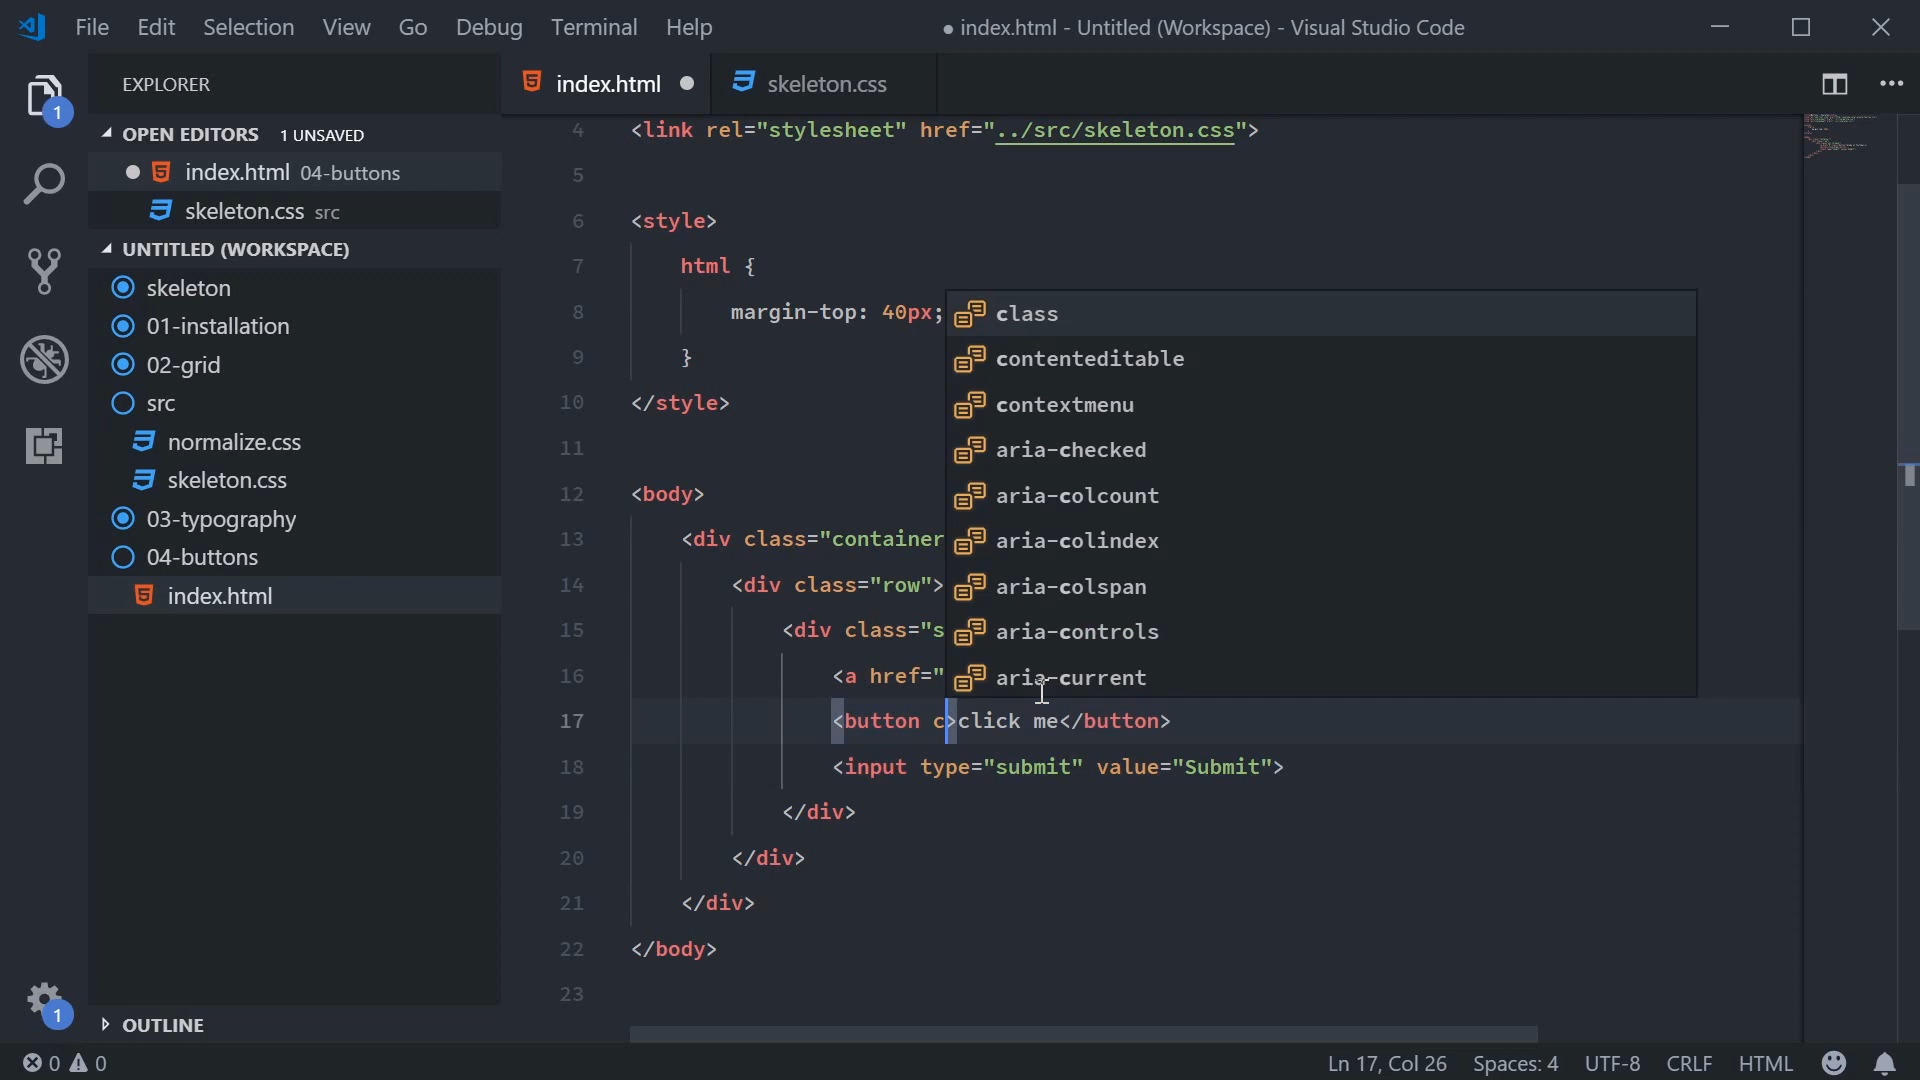 File Edit Selection View Go Debug Terminal Help
● index.html - Untitled (Workspace) - Visual Studio Code
1
EXPLORER
OPEN EDITORS 1 UNSAVED
index.html 04-buttons
skeleton.css src
UNTITLED (WORKSPACE)
skeleton
01-installation
02-grid
src
normalize.css
skeleton.css
03-typography
04-buttons
index.html
OUTLINE
1
index.html
skeleton.css
4 <link rel="stylesheet" href="../src/skeleton.css">
5
6 <style>
7 html {
8 margin-top: 40px;
9 }
10 </style>
11
12 <body>
13 <div class="container
14 <div class="row">
15 <div class="s
16 <a href="
17 <button c>click me</button>
18 <input type="submit" value="Submit">
19 </div>
20 </div>
21 </div>
22 </body>
23
class
contenteditable
contextmenu
aria-checked
aria-colcount
aria-colindex
aria-colspan
aria-controls
aria-current
0 0
Ln 17, Col 26 Spaces: 4 UTF-8 CRLF HTML